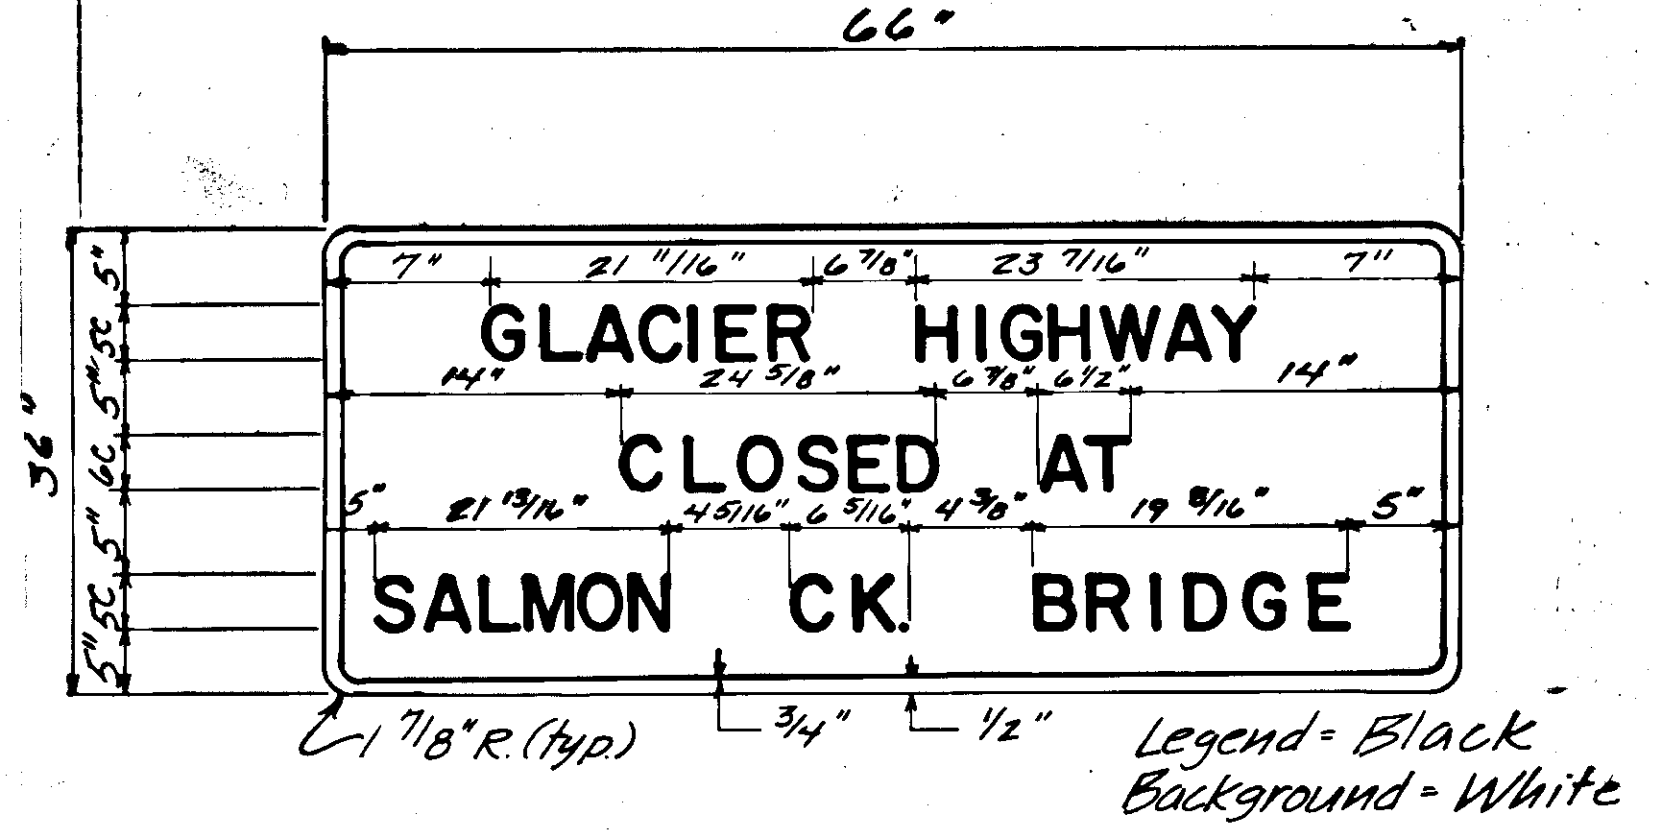 66"
7" 21 11/16" 6 7/8" 23 7/16" 7"
GLACIER HIGHWAY
14" 24 5/8" 6 7/8" 6 1/2" 14"
CLOSED AT
5" 21 13/16" 4 5/16" 6 5/16" 4 3/8" 5"
SALMON CK. BRIDGE
36"
5"
5C
5"
6C
5"
5C
5"
1 7/8" R. (typ.)
3/4"
1/2"
Legend = Black
Background = White